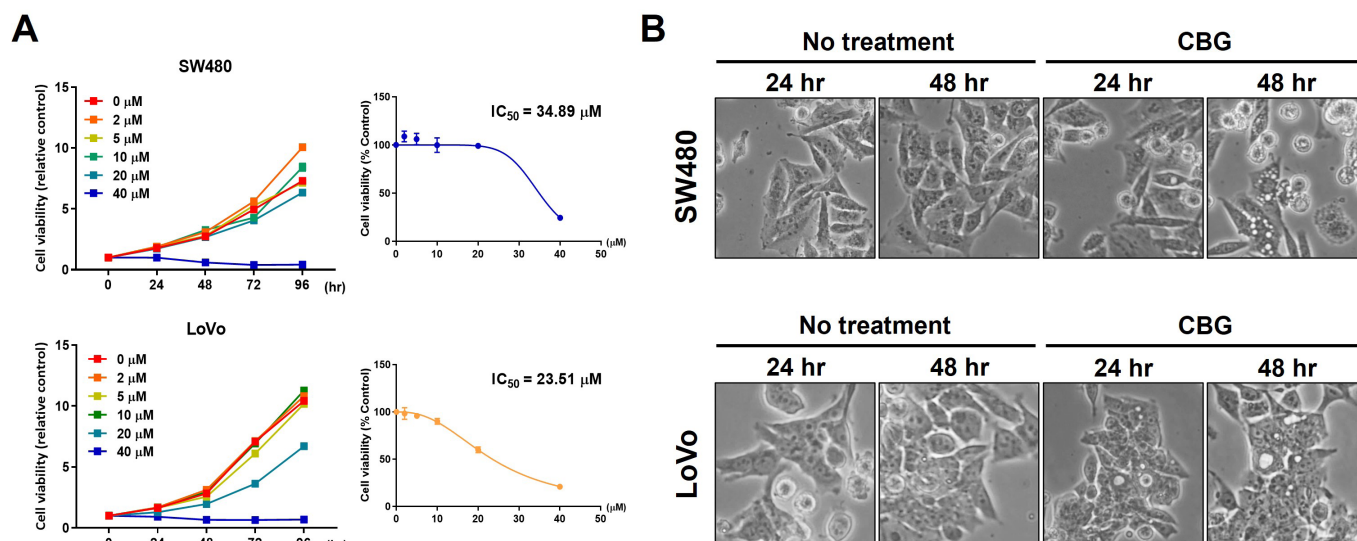 A
SW480
Cell viability (relative control)
15
10
5
0
0 μM
2 μM
5 μM
10 μM
20 μM
40 μM
0 24 48 72 96 (hr)
Cell viability (% Control)
150
100
50
0
IC50 = 34.89 μM
0 10 20 30 40 50 (μM)
LoVo
Cell viability (relative control)
15
10
5
0
0 μM
2 μM
5 μM
10 μM
20 μM
40 μM
0 24 48 72 96
Cell viability (% Control)
150
100
50
0
IC50 = 23.51 μM
0 10 20 30 40 50 (μM)
B
No treatment CBG
24 hr 48 hr 24 hr 48 hr
SW480
No treatment CBG
24 hr 48 hr 24 hr 48 hr
LoVo